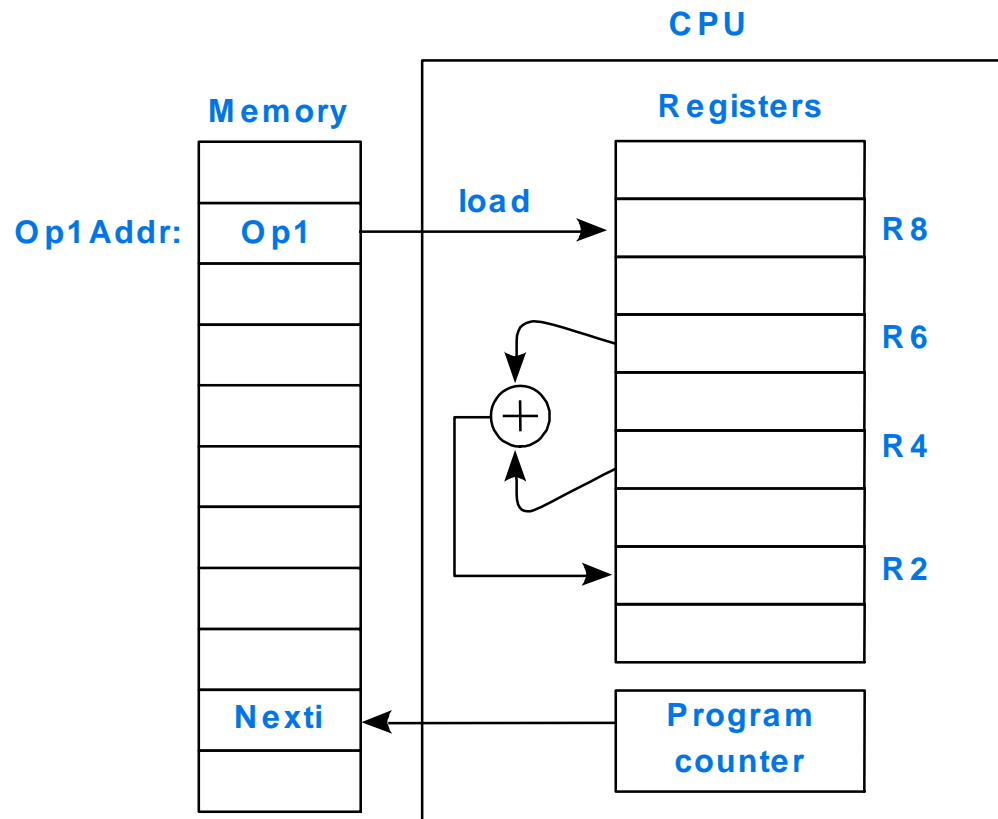 CPU
Memory
Registers
load
Op1Addr:
Op1
R8
R6
+
R4
R2
Nexti
Program
counter